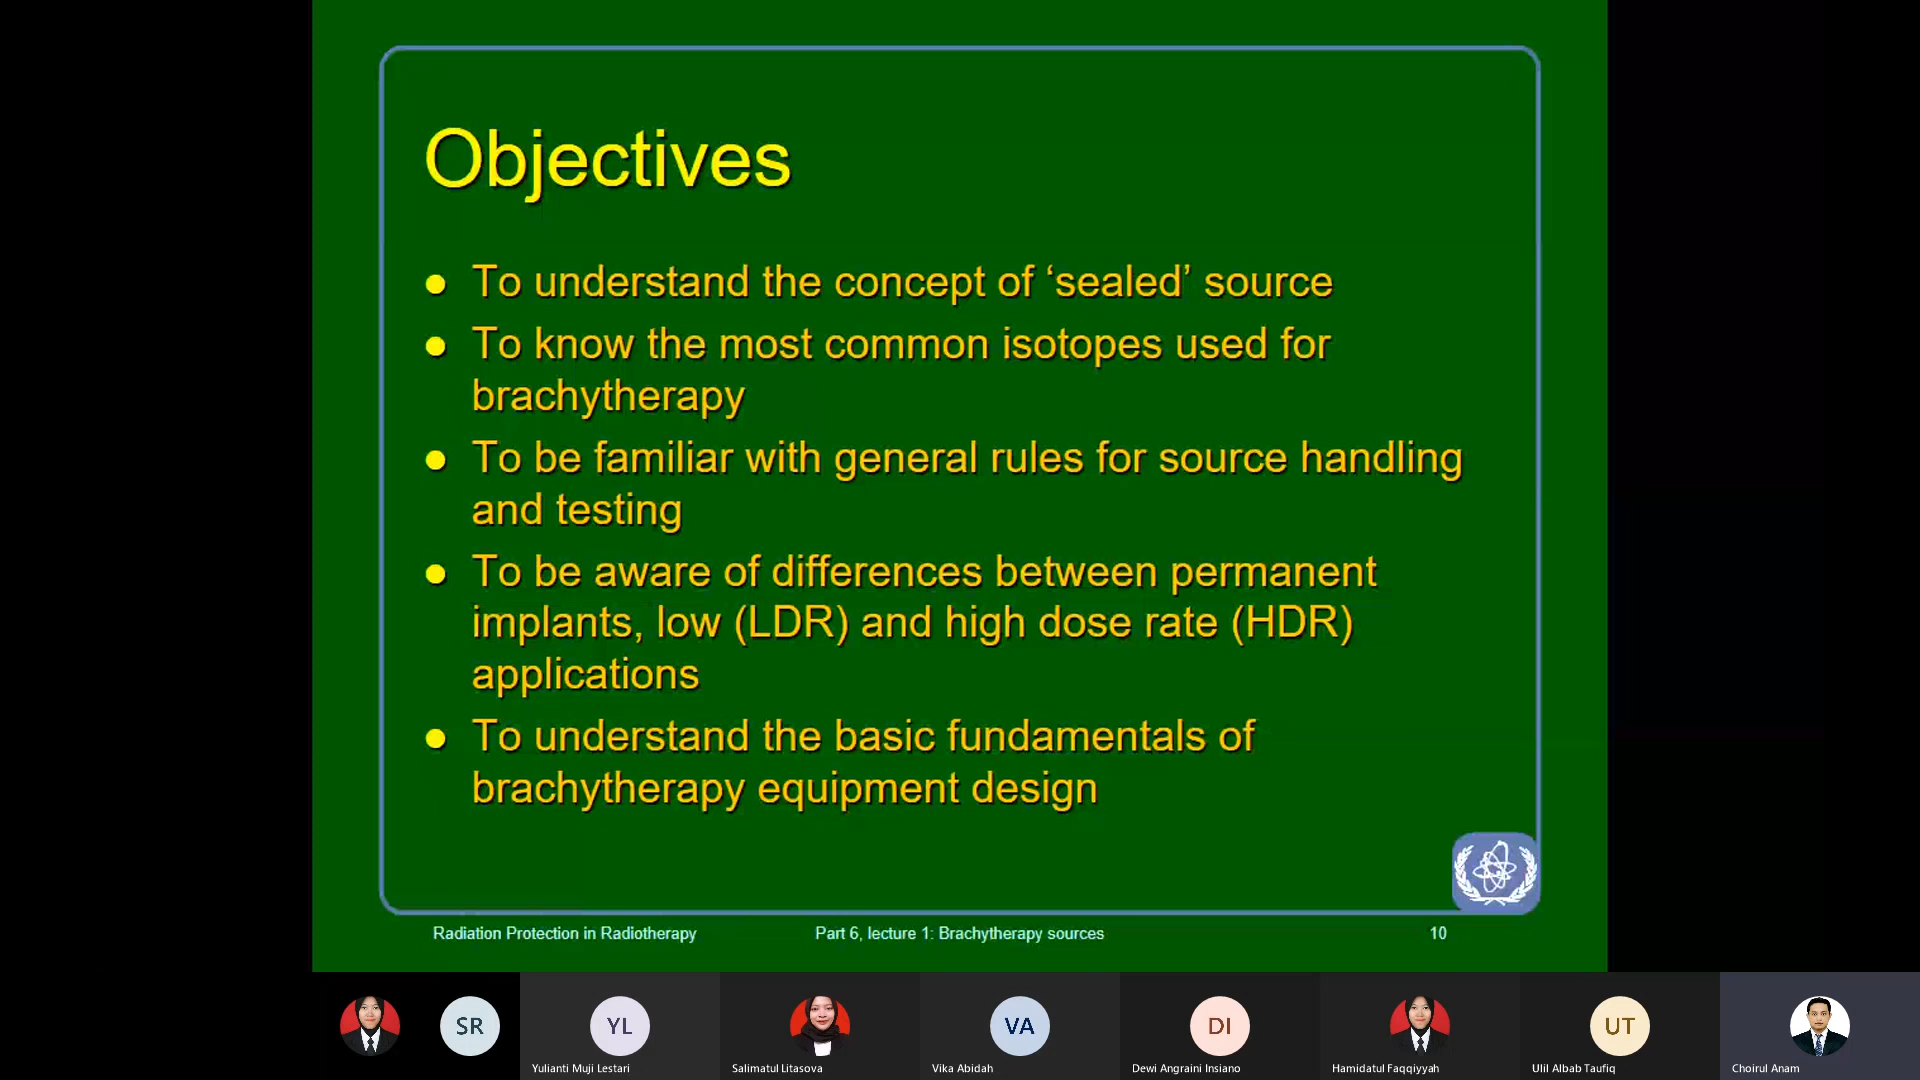 Objectives
To understand the concept of ‘sealed’ source
To know the most common isotopes used for
brachytherapy
To be familiar with general rules for source handling
and testing
To be aware of differences between permanent
implants, low (LDR) and high dose rate (HDR)
applications
To understand the basic fundamentals of
brachytherapy equipment design
Radiation Protection in Radiotherapy
Part 6, lecture 1: Brachytherapy sources
10
SR
YL
VA
DI
UT
Yulianti Muji Lestari
Salimatul Litasova
Vika Abidah
Dewi Angraini Insiano
Hamidatul Faqqiyyah
Ulil Albab Taufiq
Choirul Anam